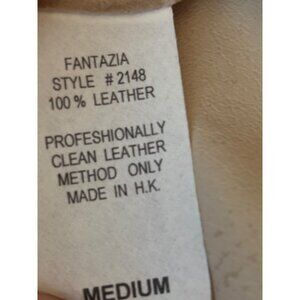 FANTAZIA
STYLE # 2148
100 % LEATHER
PROFESHIONALLY
CLEAN LEATHER
METHOD ONLY
MADE IN H.K.
MEDIUM